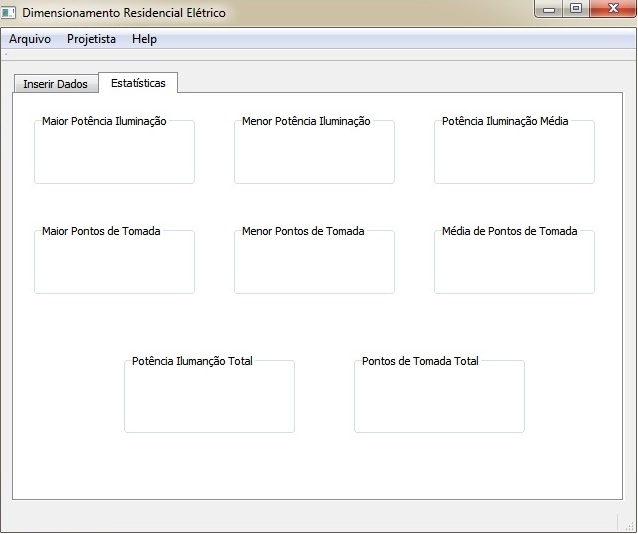 Dimensionamento Residencial Elétrico
Arquivo Projetista Help
Inserir Dados Estatísticas
Maior Potência Iluminação Menor Potência Iluminação Potência Iluminação Média
Maior Pontos de Tomada Menor Pontos de Tomada Média de Pontos de Tomada
Potência Ilumanção Total Pontos de Tomada Total